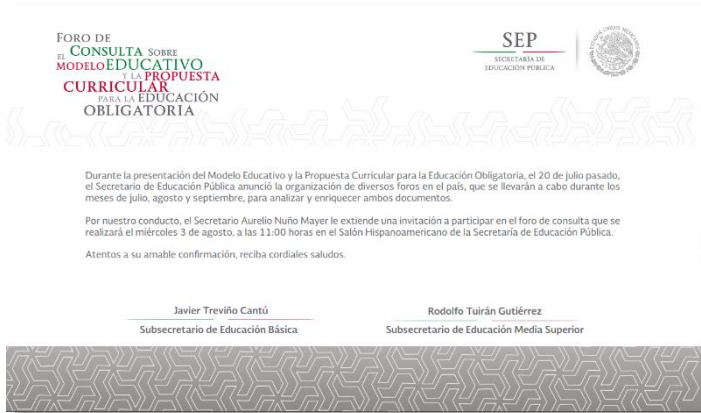 FORO DE
EL CONSULTA SOBRE
MODELO EDUCATIVO
Y LA PROPUESTA
CURRICULAR
PARA LA EDUCACIÓN
OBLIGATORIA
SEP
SECRETARÍA DE
EDUCACIÓN PÚBLICA
ESTADOS UNIDOS MEXICANOS
Durante la presentación del Modelo Educativo y la Propuesta Curricular para la Educación Obligatoria, el 20 de julio pasado,
el Secretario de Educación Pública anunció la organización de diversos foros en el país, que se llevarán a cabo durante los
meses de julio, agosto y septiembre, para analizar y enriquecer ambos documentos.
Por nuestro conducto, el Secretario Aurelio Nuño Mayer le extiende una invitación a participar en el foro de consulta que se
realizará el miércoles 3 de agosto, a las 11:00 horas en el Salón Hispanoamericano de la Secretaría de Educación Pública.
Atentos a su amable confirmación, reciba cordiales saludos.
Javier Treviño Cantú
Subsecretario de Educación Básica
Rodolfo Tuirán Gutiérrez
Subsecretario de Educación Media Superior